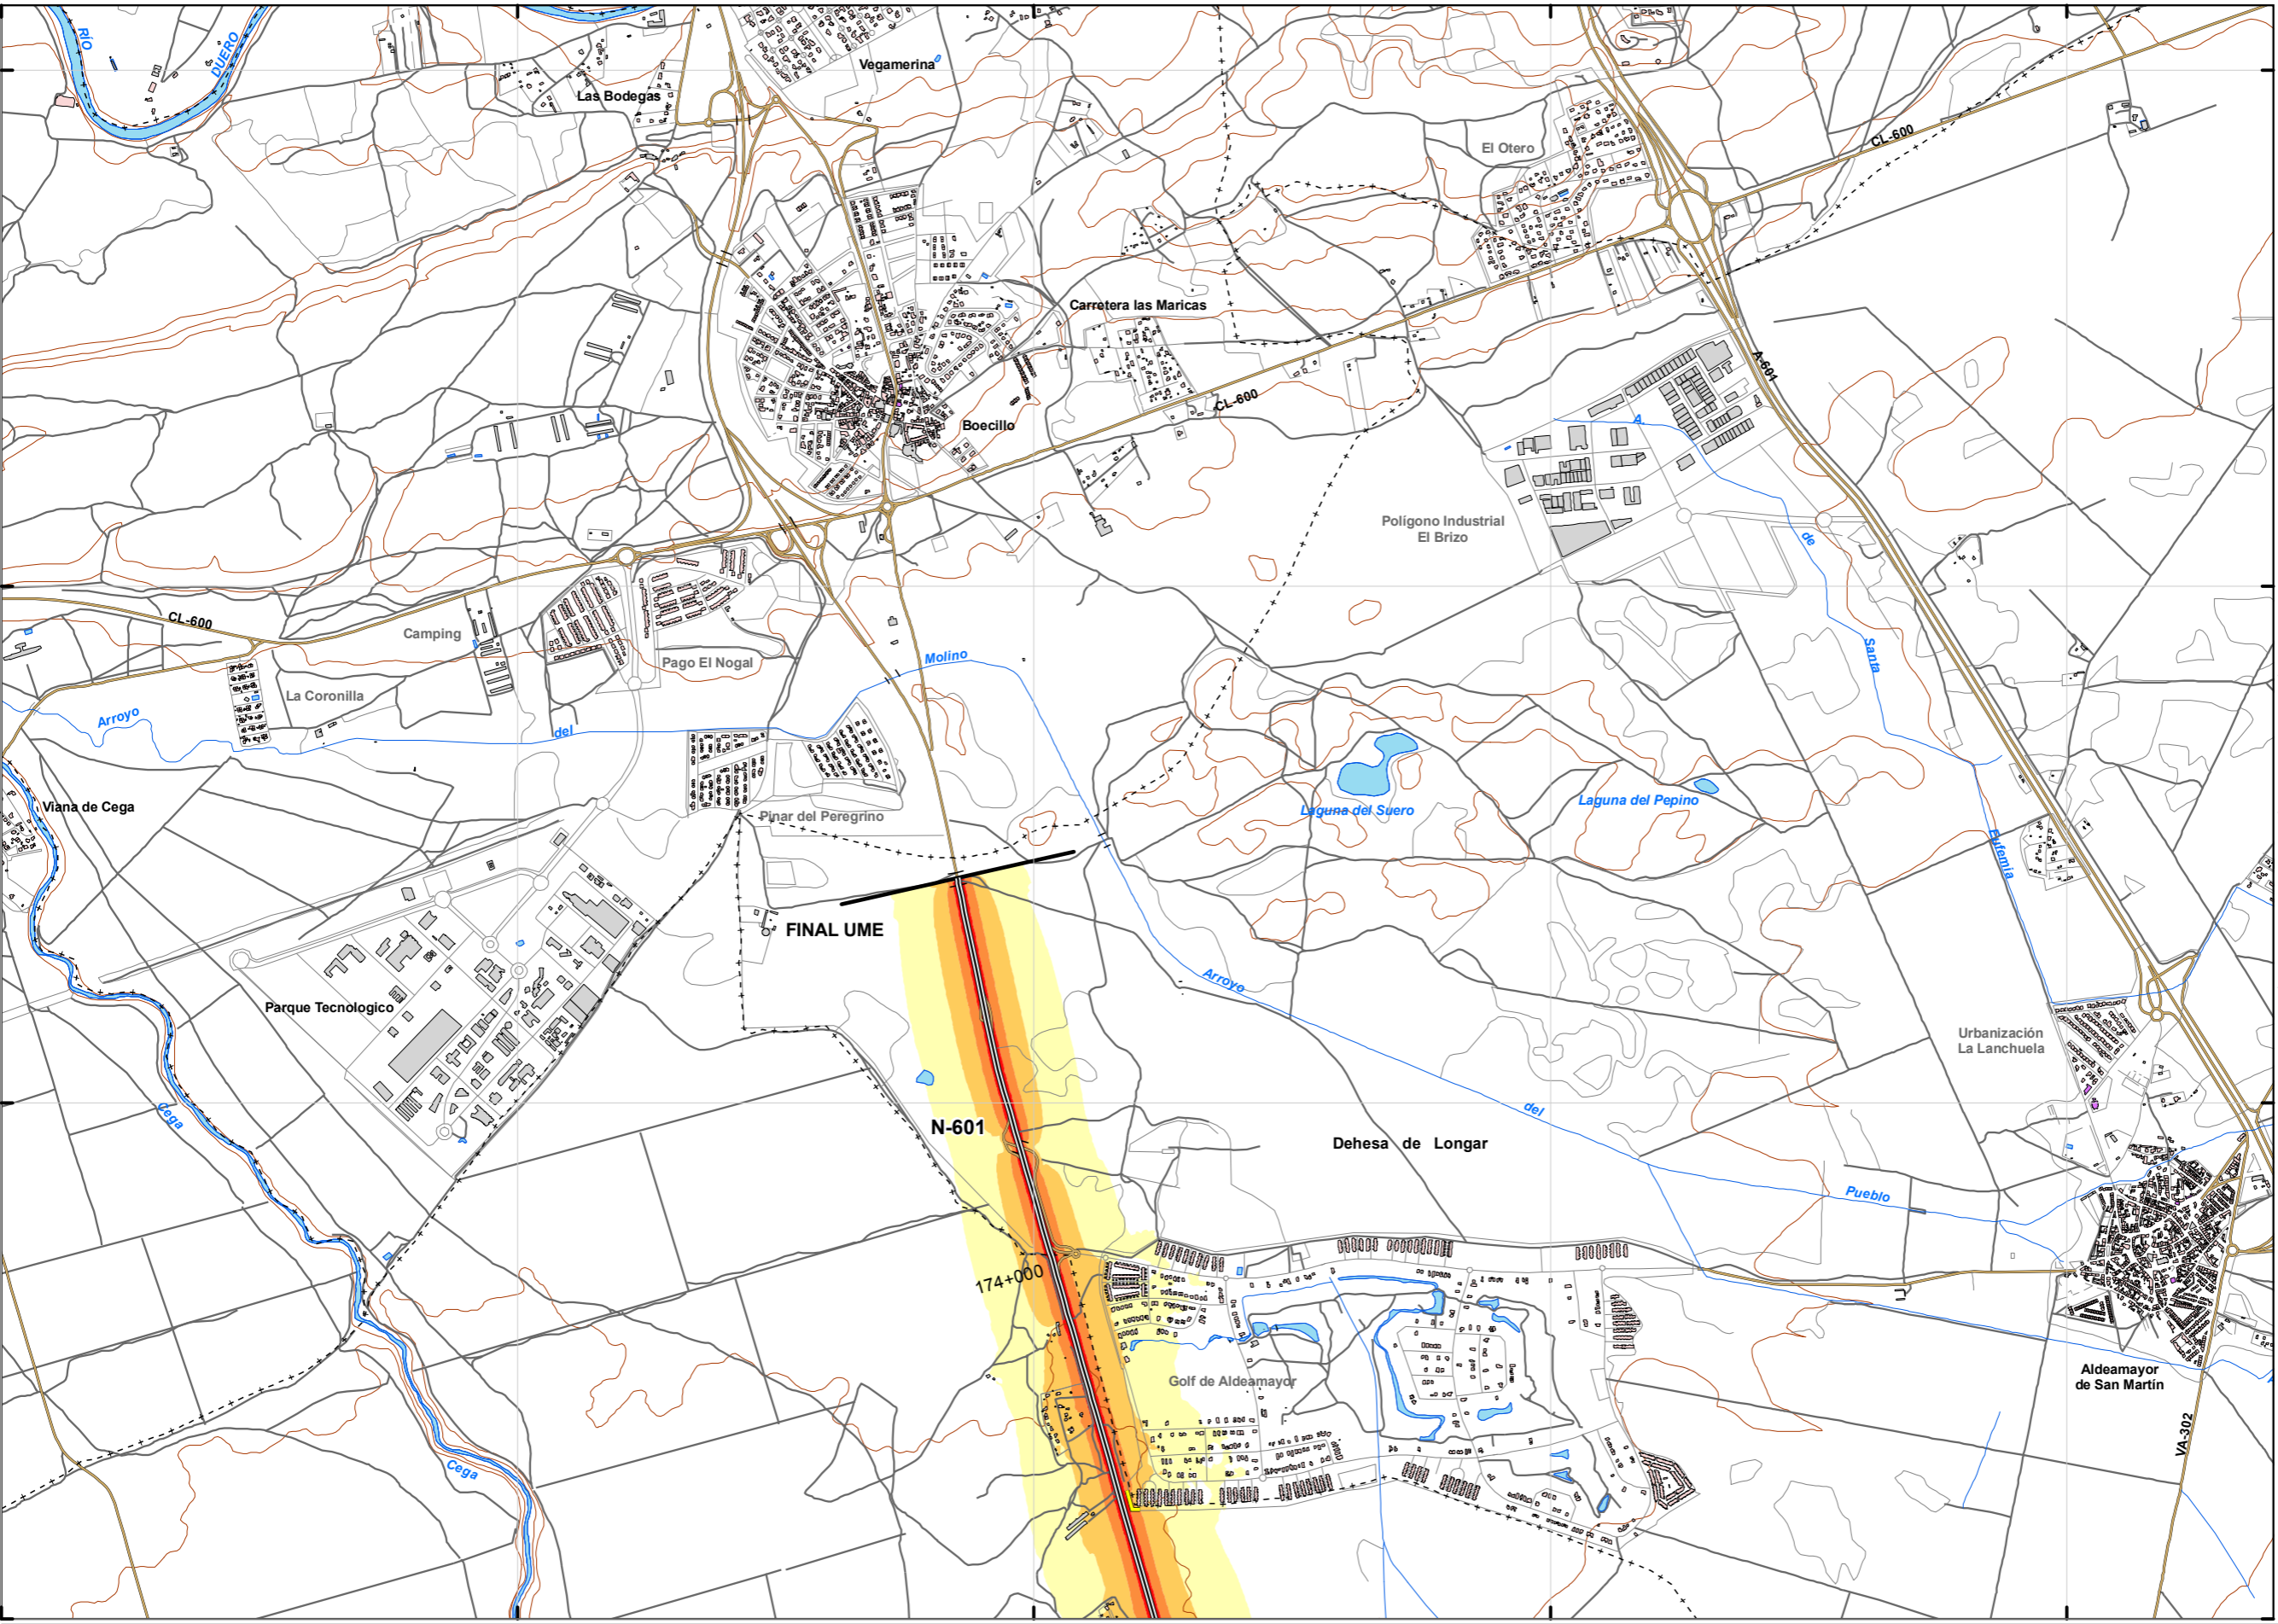 RÍO
DUERO
Las Bodegas
Vegamerina
El Otero
CL-600
Carretera las Maricas
A-601
CL-600
Boecillo
A.
Polígono Industrial
El Brizo
de
CL-600
Camping
Pago El Nogal
Molino
Santa
La Coronilla
Arroyo
del
Viana de Cega
Pinar del Peregrino
Laguna del Suero
Laguna del Pepino
Eufemia
FINAL UME
Parque Tecnologico
Arroyo
Urbanización
La Lanchuela
Cega
N-601
del
Dehesa de Longar
Pueblo
174+000
Golf de Aldeamayor
Aldeamayor
de San Martín
VA-302
Cega